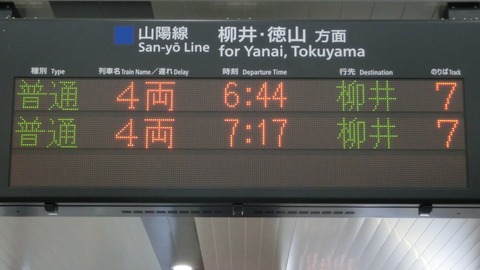 山陽線 柳井・徳山 方面
San-yō Line for Yanai, Tokuyama
種別 Type 列車名 Train Name/遅れ Delay 時刻 Departure Time 行先 Destination のりば Track
普通 4両 6:44 柳井 7
普通 4両 7:17 柳井 7